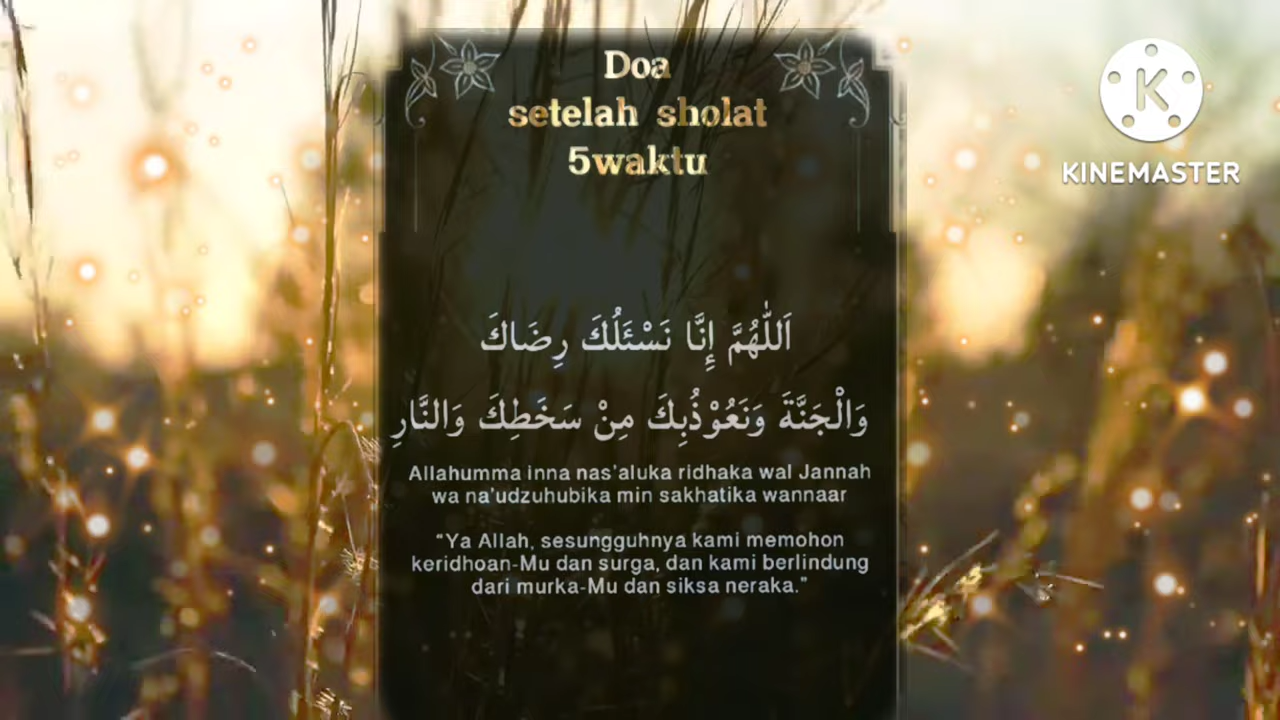 Doa
setelah sholat
5waktu
KINEMASTER
اَللّٰهُمَّ إِنَّا نَسْئَلُكَ رِضَاكَ
وَالْجَنَّةَ وَنَعُوْذُبِكَ مِنْ سَخَطِكَ وَالنَّارِ
Allahumma inna nas'aluka ridhaka wal Jannah
wa na'udzuhubika min sakhatika wannaar
"Ya Allah, sesungguhnya kami memohon
keridhoan-Mu dan surga, dan kami berlindung
dari murka-Mu dan siksa neraka."